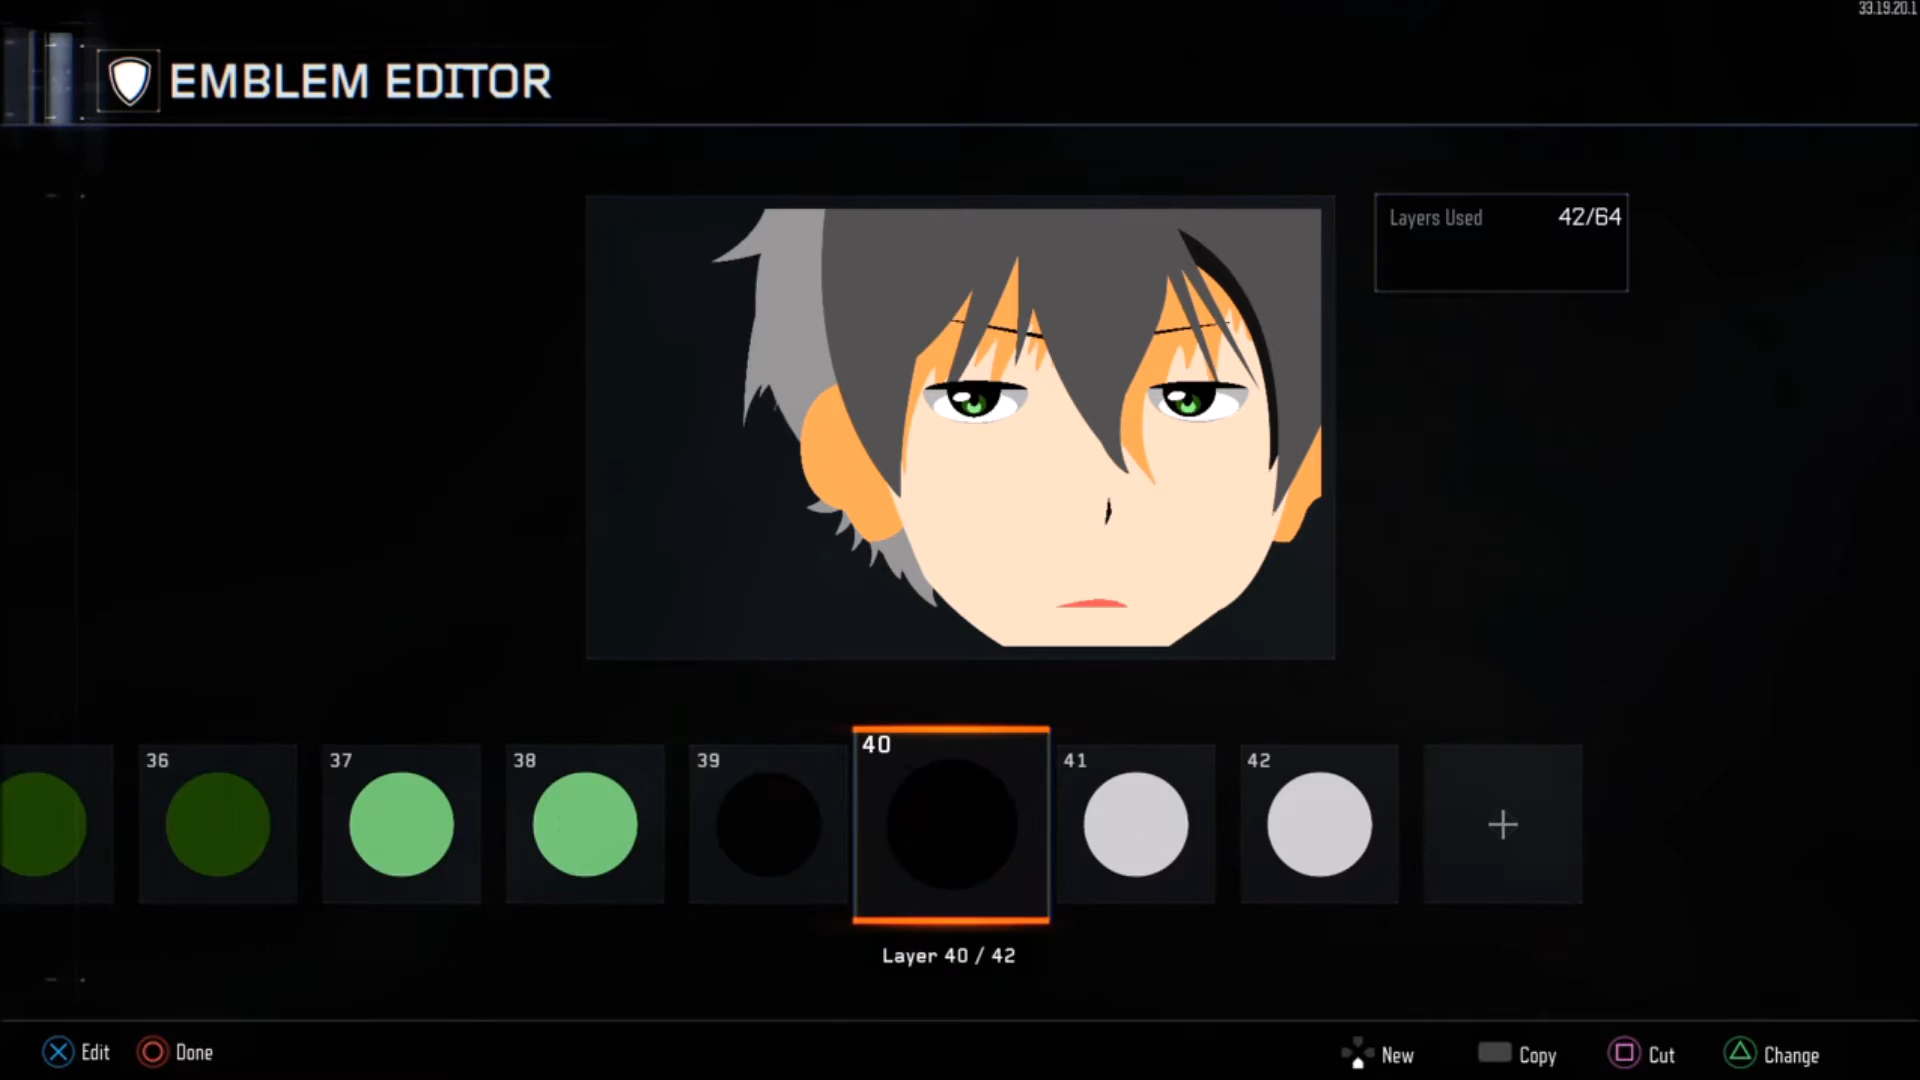 33.19.20.1
EMBLEM EDITOR
Layers Used 42/64
36 37 38 39 40 41 42
Layer 40 / 42
Edit Done New Copy Cut Change